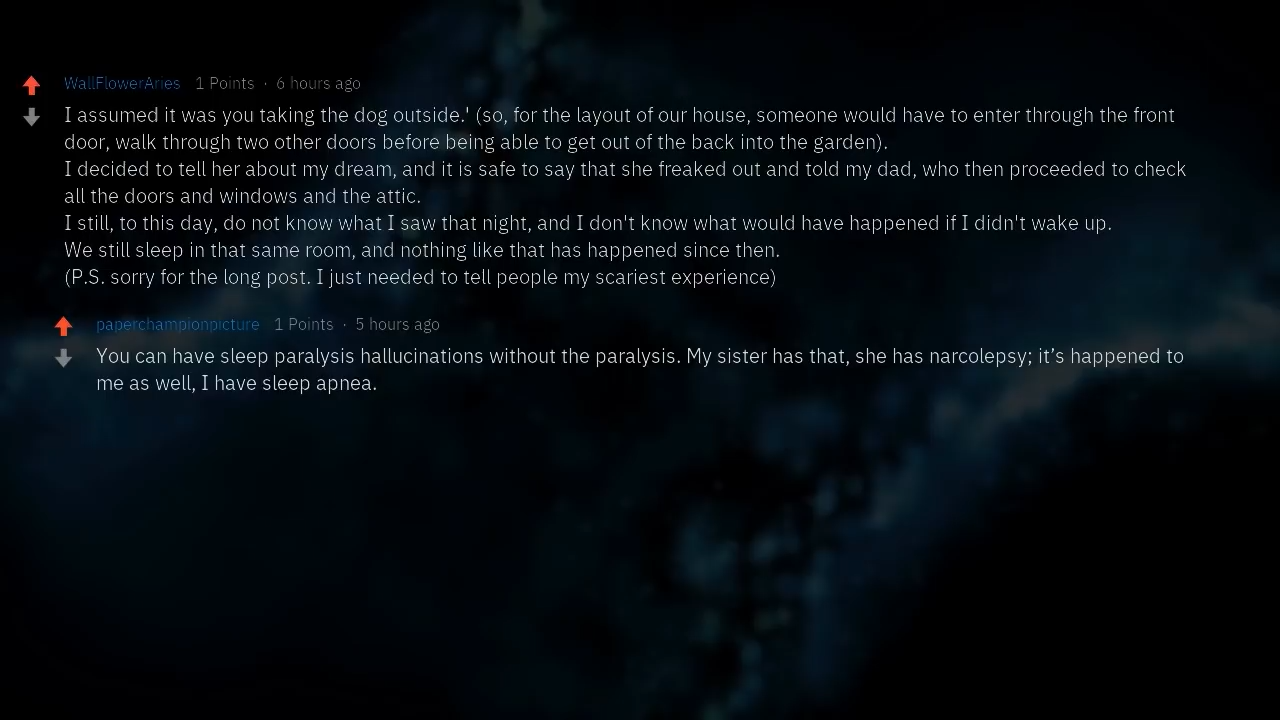 WallFlowerAries 1 Points · 6 hours ago
I assumed it was you taking the dog outside.' (so, for the layout of our house, someone would have to enter through the front
door, walk through two other doors before being able to get out of the back into the garden).
I decided to tell her about my dream, and it is safe to say that she freaked out and told my dad, who then proceeded to check
all the doors and windows and the attic.
I still, to this day, do not know what I saw that night, and I don't know what would have happened if I didn't wake up.
We still sleep in that same room, and nothing like that has happened since then.
(P.S. sorry for the long post. I just needed to tell people my scariest experience)
paperchampionpicture 1 Points · 5 hours ago
You can have sleep paralysis hallucinations without the paralysis. My sister has that, she has narcolepsy; it’s happened to
me as well, I have sleep apnea.